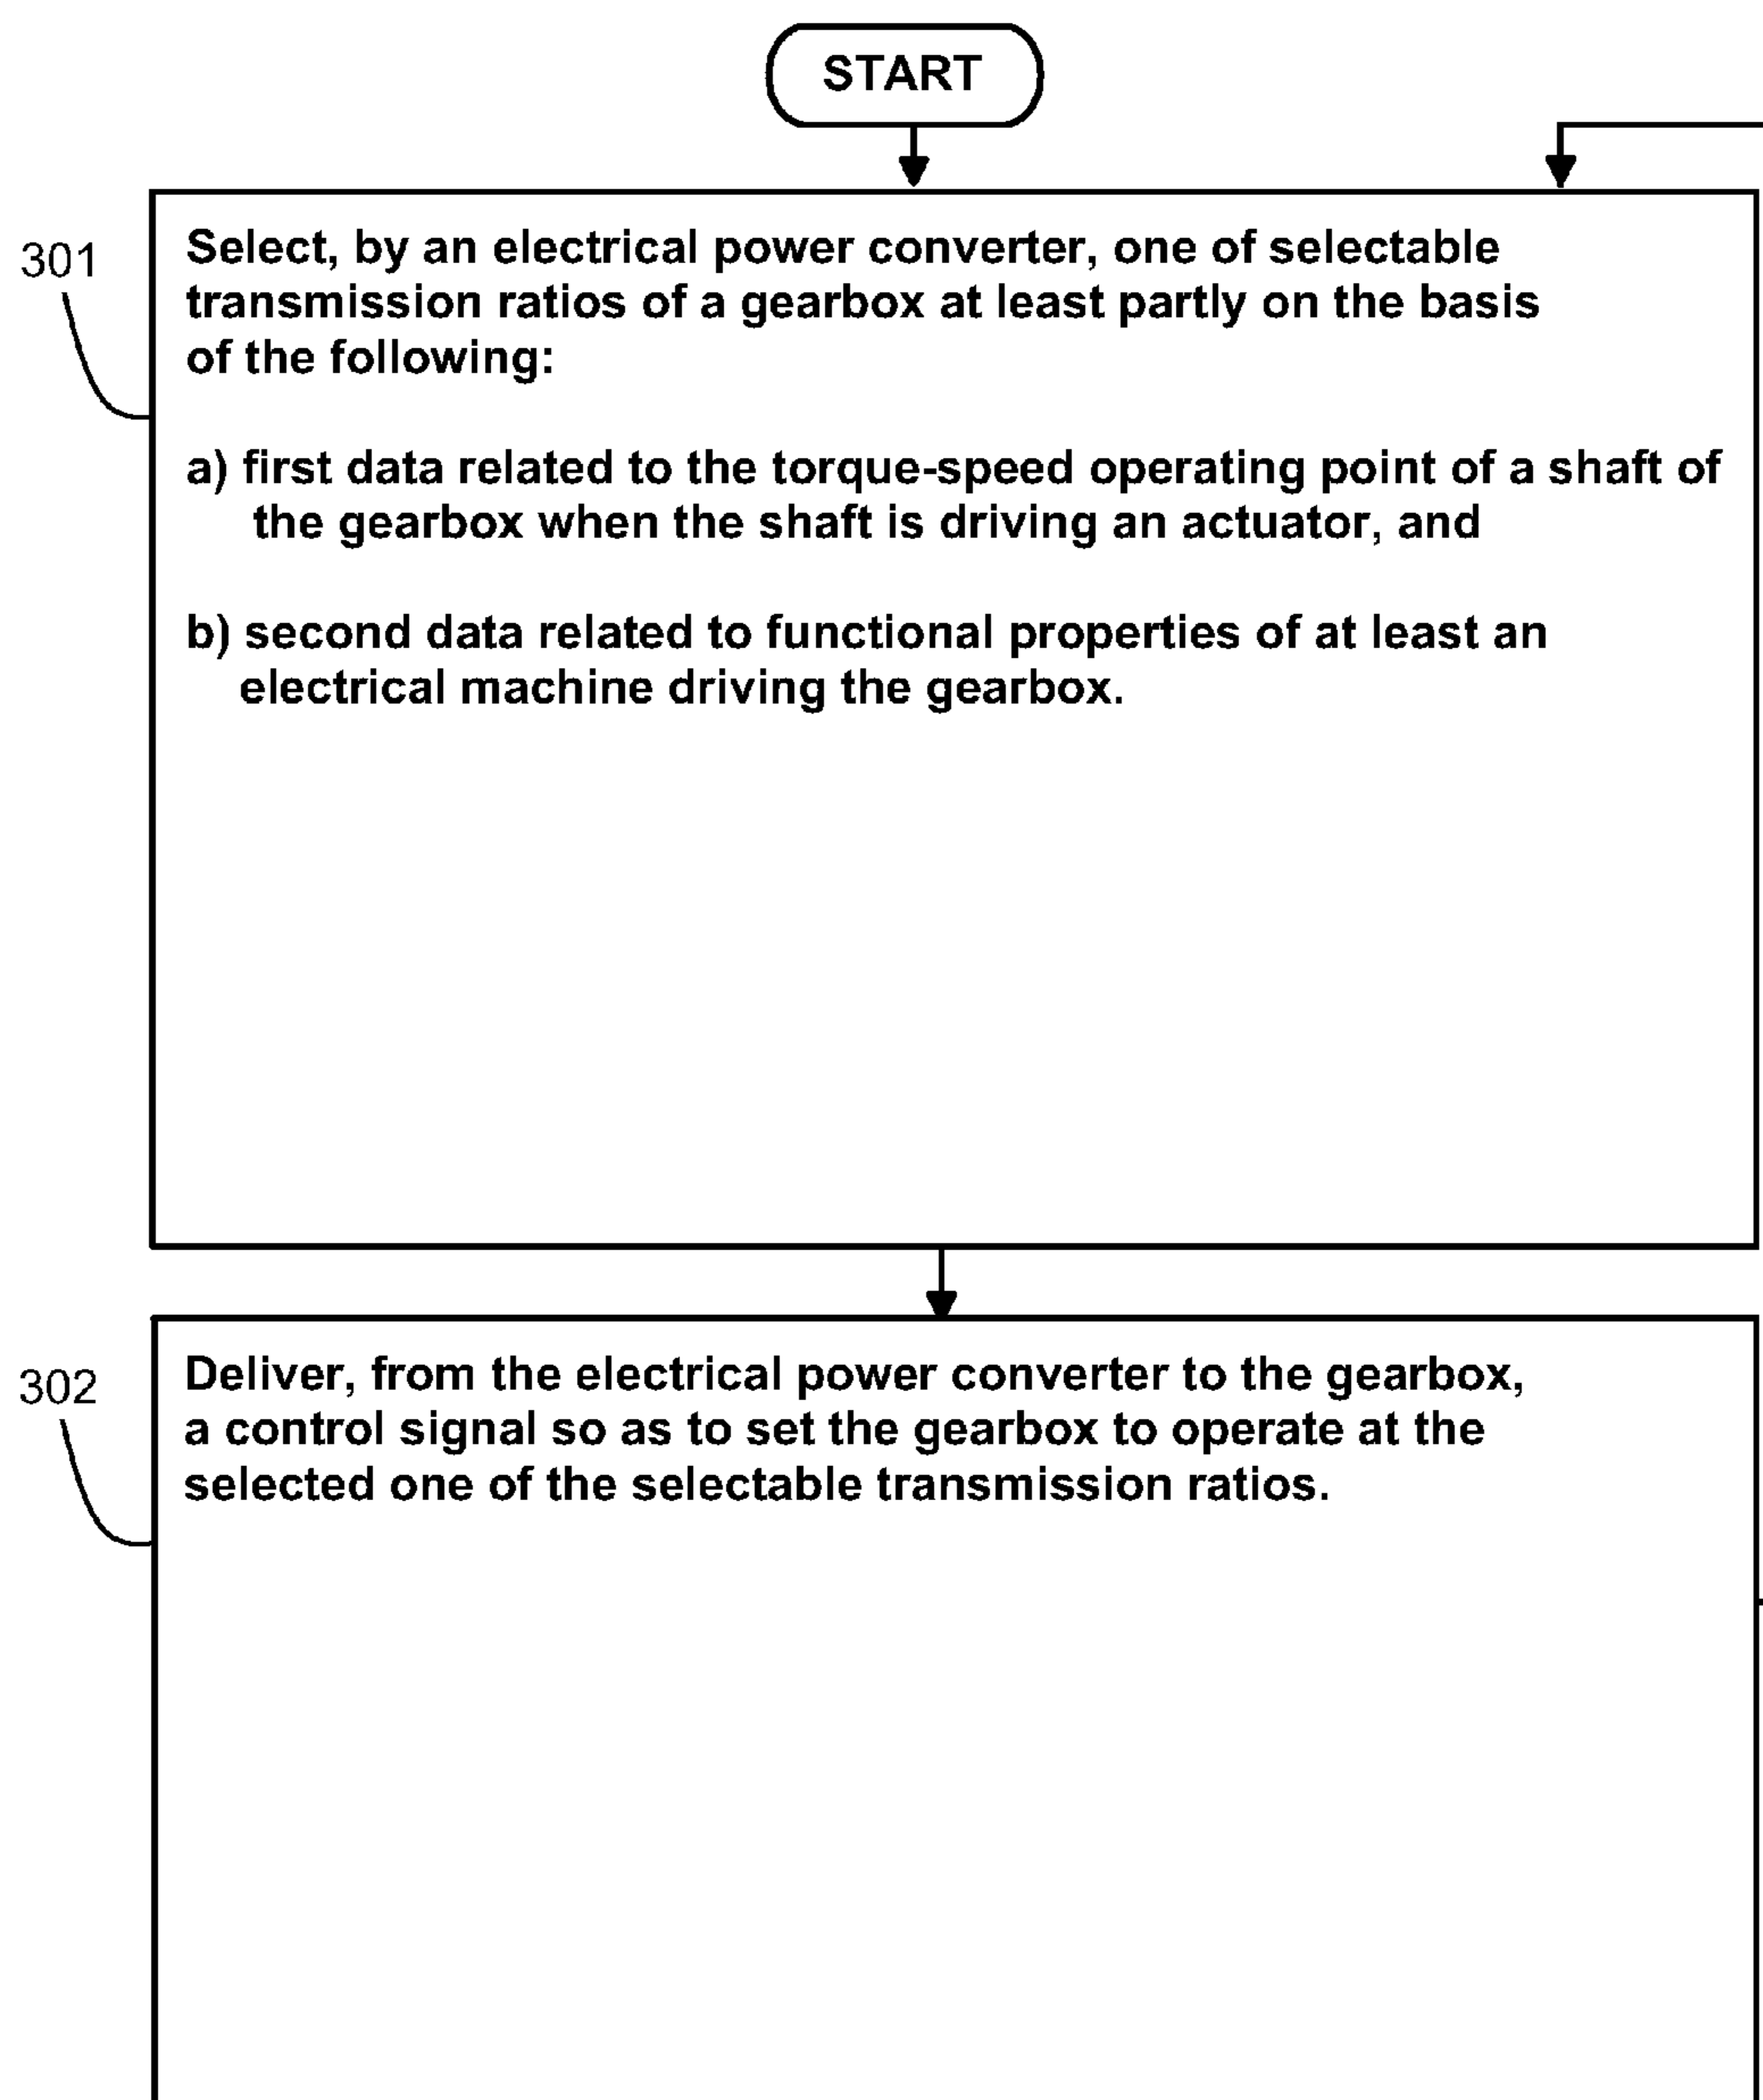 START
301
Select, by an electrical power converter, one of selectable
transmission ratios of a gearbox at least partly on the basis
of the following:
a) first data related to the torque-speed operating point of a shaft of
the gearbox when the shaft is driving an actuator, and
b) second data related to functional properties of at least an
electrical machine driving the gearbox.
302
Deliver, from the electrical power converter to the gearbox,
a control signal so as to set the gearbox to operate at the
selected one of the selectable transmission ratios.